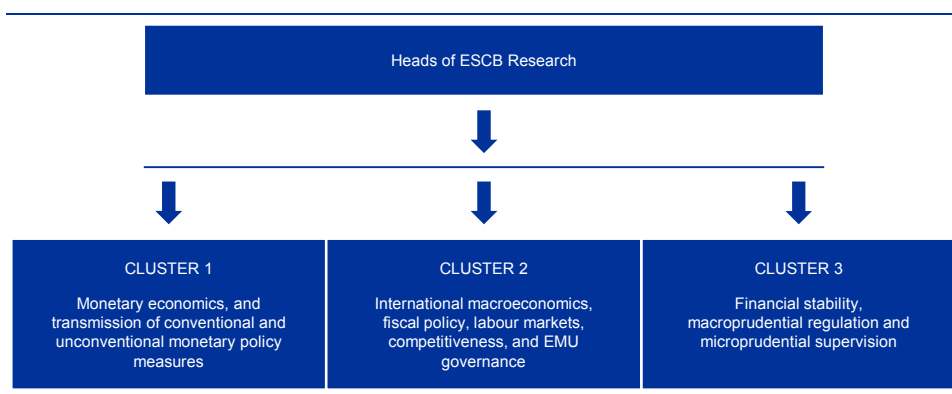 Heads of ESCB Research
CLUSTER 1
Monetary economics, and
transmission of conventional and
unconventional monetary policy
measures
CLUSTER 2
International macroeconomics,
fiscal policy, labour markets,
competitiveness, and EMU
governance
CLUSTER 3
Financial stability,
macroprudential regulation and
microprudential supervision